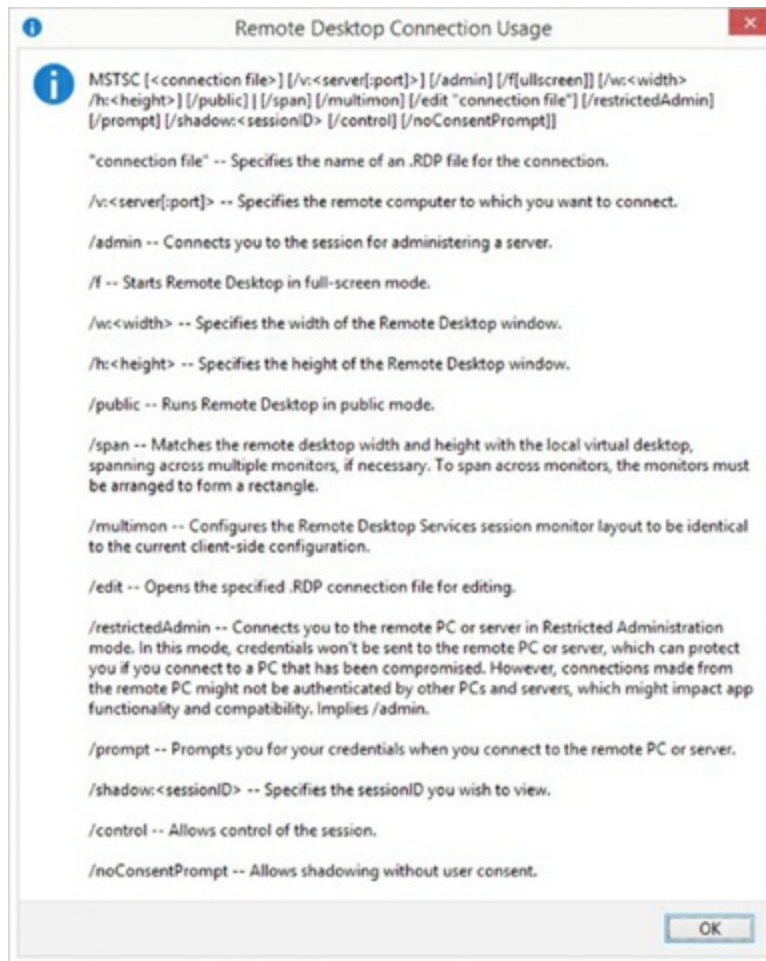 Remote Desktop Connection Usage
MSTSC [<connection file>] [/v:<server[:port]>] [/admin] [/f[ullscreen]] [/w:<width>
/h:<height>] [/public] | [/span] [/multimon] [/edit "connection file"] [/restrictedAdmin]
[/prompt] [/shadow:<sessionID> [/control] [/noConsentPrompt]]
"connection file" -- Specifies the name of an .RDP file for the connection.
/v:<server[:port]> -- Specifies the remote computer to which you want to connect.
/admin -- Connects you to the session for administering a server.
/f -- Starts Remote Desktop in full-screen mode.
/w:<width> -- Specifies the width of the Remote Desktop window.
/h:<height> -- Specifies the height of the Remote Desktop window.
/public -- Runs Remote Desktop in public mode.
/span -- Matches the remote desktop width and height with the local virtual desktop,
spanning across multiple monitors, if necessary. To span across monitors, the monitors must
be arranged to form a rectangle.
/multimon -- Configures the Remote Desktop Services session monitor layout to be identical
to the current client-side configuration.
/edit -- Opens the specified .RDP connection file for editing.
/restrictedAdmin -- Connects you to the remote PC or server in Restricted Administration
mode. In this mode, credentials won't be sent to the remote PC or server, which can protect
you if you connect to a PC that has been compromised. However, connections made from
the remote PC might not be authenticated by other PCs and servers, which might impact app
functionality and compatibility. Implies /admin.
/prompt -- Prompts you for your credentials when you connect to the remote PC or server.
/shadow:<sessionID> -- Specifies the sessionID you wish to view.
/control -- Allows control of the session.
/noConsentPrompt -- Allows shadowing without user consent.
OK